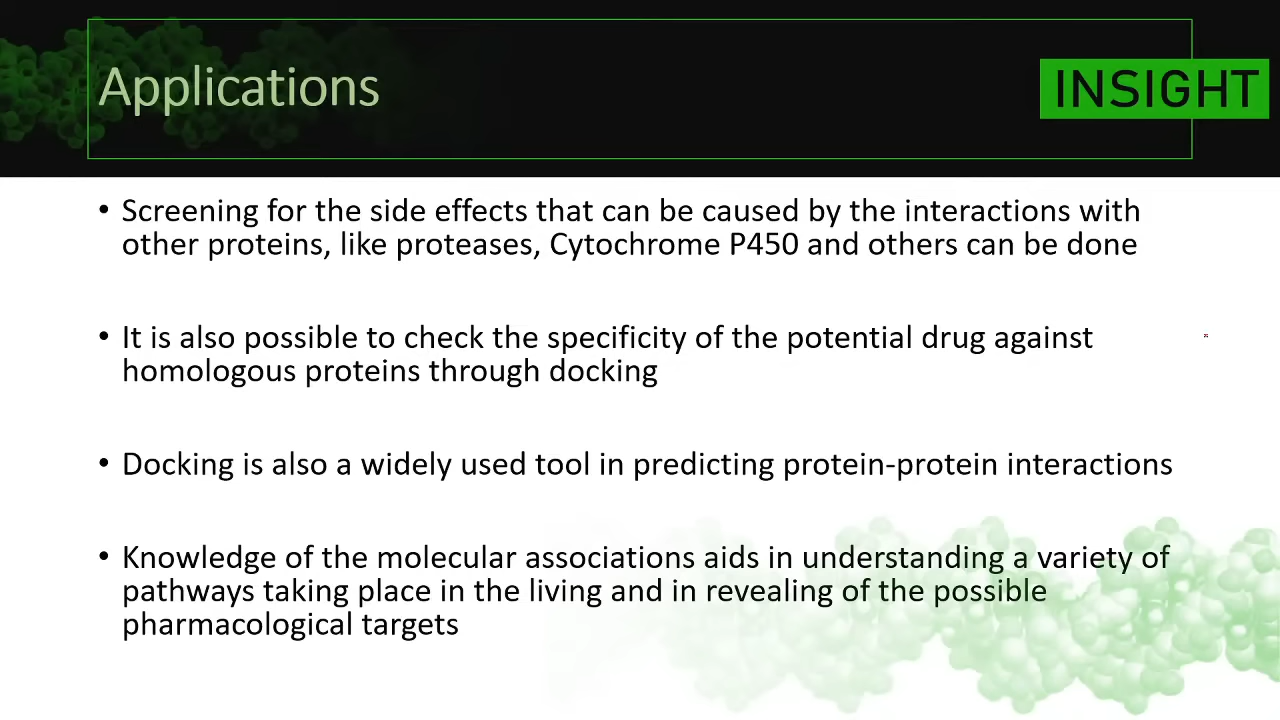 Applications
INSIGHT
• Screening for the side effects that can be caused by the interactions with
other proteins, like proteases, Cytochrome P450 and others can be done
• It is also possible to check the specificity of the potential drug against
homologous proteins through docking
• Docking is also a widely used tool in predicting protein-protein interactions
• Knowledge of the molecular associations aids in understanding a variety of
pathways taking place in the living and in revealing of the possible
pharmacological targets